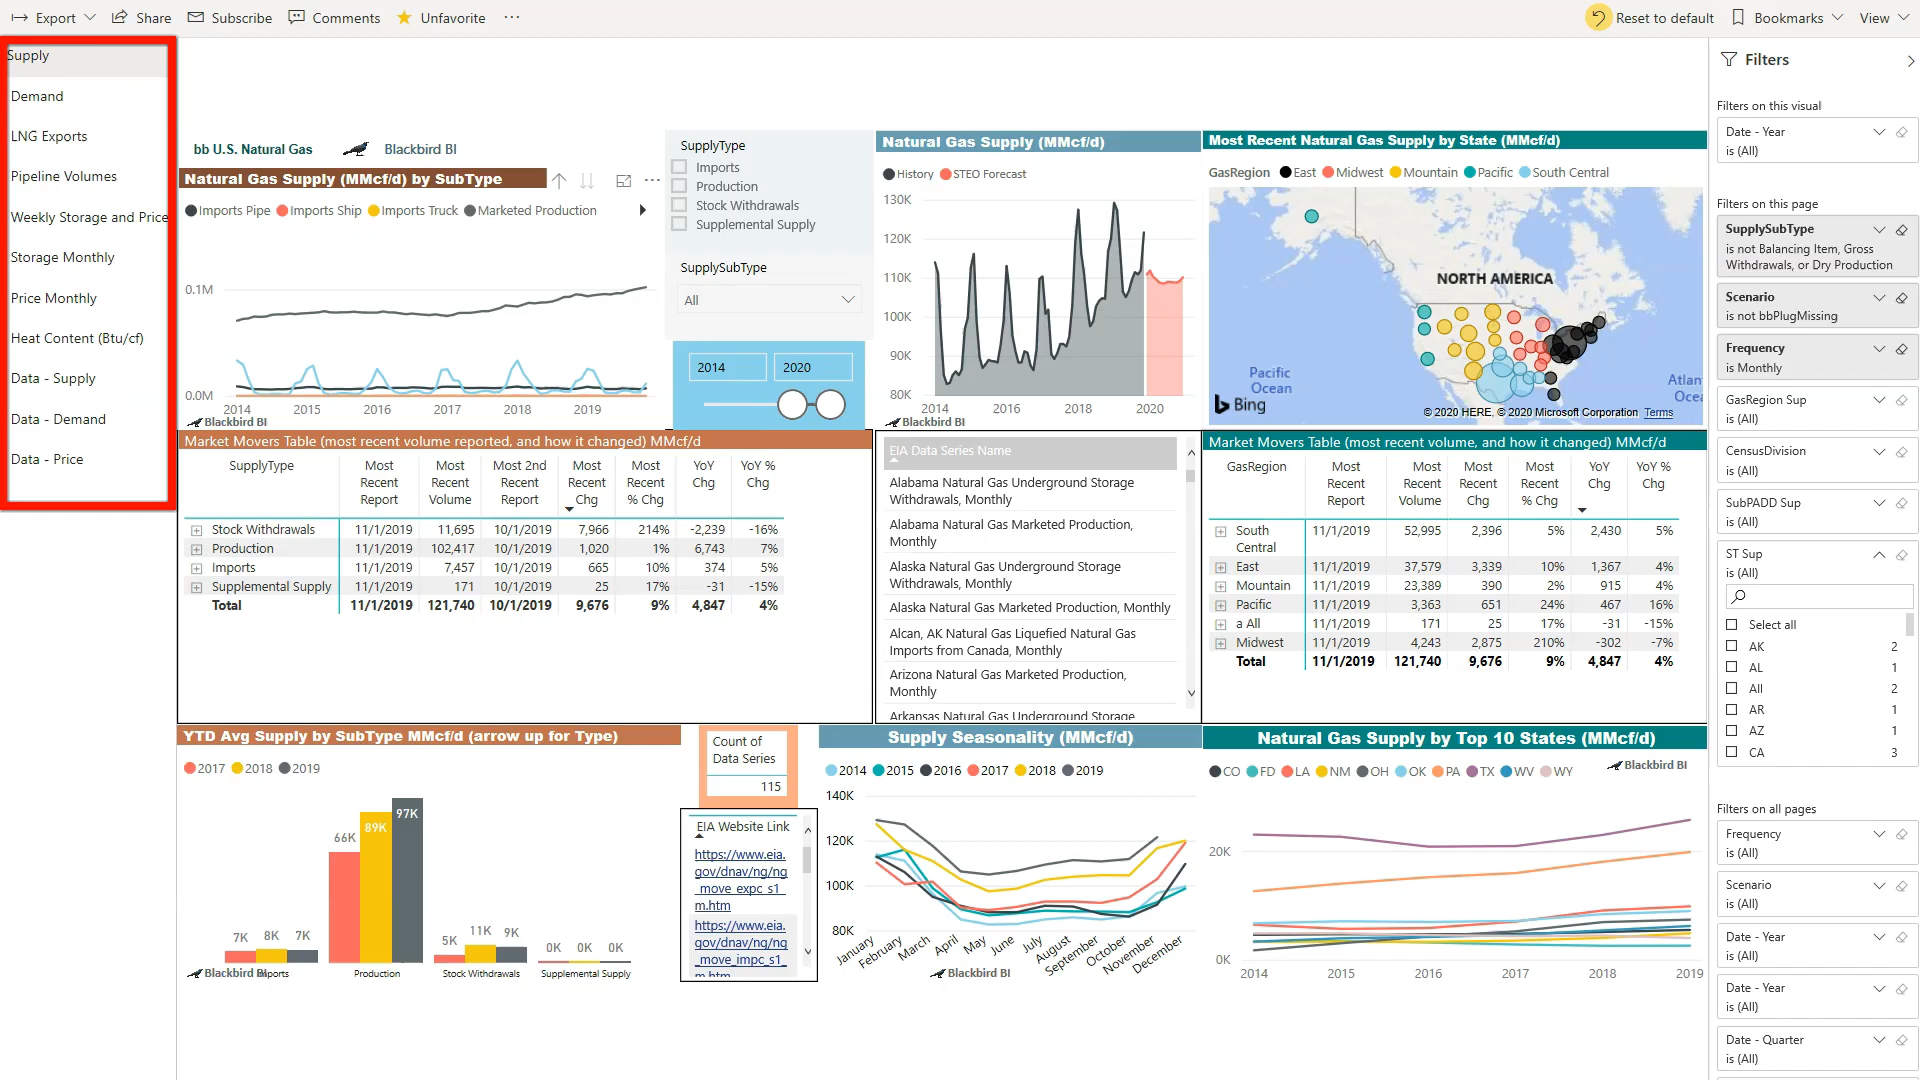 Export
Share
Subscribe
Comments
Unfavorite
Reset to default
Bookmarks
View
Supply
Demand
LNG Exports
Pipeline Volumes
Weekly Storage and Price
Storage Monthly
Price Monthly
Heat Content (Btu/cf)
Data - Supply
Data - Demand
Data - Price
bb U.S. Natural Gas
Blackbird BI
Natural Gas Supply (MMcf/d) by SubType
Imports Pipe Imports Ship Imports Truck Marketed Production
0.1M
0.0M
2014 2015 2016 2017 2018 2019
Blackbird BI
SupplyType
Imports
Production
Stock Withdrawals
Supplemental Supply
SupplySubType
All
2014 2020
Natural Gas Supply (MMcf/d)
History STEO Forecast
130K
120K
110K
100K
90K
80K
2014 2016 2018 2020
Blackbird BI
Most Recent Natural Gas Supply by State (MMcf/d)
GasRegion East Midwest Mountain Pacific South Central
NORTH AMERICA
Pacific
Ocean
Atlan
Oce
Bing
© 2020 HERE, © 2020 Microsoft Corporation Terms
Market Movers Table (most recent volume reported, and how it changed) MMcf/d
SupplyType Most Recent Report Most Recent Volume Most 2nd Recent Report Most Recent Chg Most Recent % Chg YoY Chg YoY % Chg
Stock Withdrawals 11/1/2019 11,695 10/1/2019 7,966 214% -2,239 -16%
Production 11/1/2019 102,417 10/1/2019 1,020 1% 6,743 7%
Imports 11/1/2019 7,457 10/1/2019 665 10% 374 5%
Supplemental Supply 11/1/2019 171 10/1/2019 25 17% -31 -15%
Total 11/1/2019 121,740 10/1/2019 9,676 9% 4,847 4%
EIA Data Series Name
Alabama Natural Gas Underground Storage
Withdrawals, Monthly
Alabama Natural Gas Marketed Production,
Monthly
Alaska Natural Gas Underground Storage
Withdrawals, Monthly
Alaska Natural Gas Marketed Production, Monthly
Alcan, AK Natural Gas Liquefied Natural Gas
Imports from Canada, Monthly
Arizona Natural Gas Marketed Production,
Monthly
Arkansas Natural Gas Underground Storage
Market Movers Table (most recent volume, and how it changed) MMcf/d
GasRegion Most Recent Report Most Recent Volume Most Recent Chg Most Recent % Chg YoY Chg YoY % Chg
South Central 11/1/2019 52,995 2,396 5% 2,430 5%
East 11/1/2019 37,579 3,339 10% 1,367 4%
Mountain 11/1/2019 23,389 390 2% 915 4%
Pacific 11/1/2019 3,363 651 24% 467 16%
a All 11/1/2019 171 25 17% -31 -15%
Midwest 11/1/2019 4,243 2,875 210% -302 -7%
Total 11/1/2019 121,740 9,676 9% 4,847 4%
YTD Avg Supply by SubType MMcf/d (arrow up for Type)
2017 2018 2019
7K 8K 7K
66K 89K 97K
5K 11K 9K
0K 0K 0K
Blackbird BI
Production Stock Withdrawals Supplemental Supply
Count of
Data Series
115
EIA Website Link
https://www.eia.
gov/dnav/ng/ng
_move_expc_s1_
m.htm
https://www.eia.
gov/dnav/ng/ng
_move_impc_s1_
m.htm
Supply Seasonality (MMcf/d)
2014 2015 2016 2017 2018 2019
140K
120K
100K
80K
January February March April May June July August September October November December
Blackbird BI
Natural Gas Supply by Top 10 States (MMcf/d)
CO FD LA NM OH OK PA TX WV WY
Blackbird BI
20K
0K
2014 2015 2016 2017 2018 2019
Filters
Filters on this visual
Date - Year
is (All)
Filters on this page
SupplySubType
is not Balancing Item, Gross
Withdrawals, or Dry Production
Scenario
is not bbPlugMissing
Frequency
is Monthly
GasRegion Sup
is (All)
CensusDivision
is (All)
SubPADD Sup
is (All)
ST Sup
is (All)
Select all
AK 2
AL 1
All 2
AR 1
AZ 1
CA 3
Filters on all pages
Frequency
is (All)
Scenario
is (All)
Date - Year
is (All)
Date - Year
is (All)
Date - Quarter
is (All)